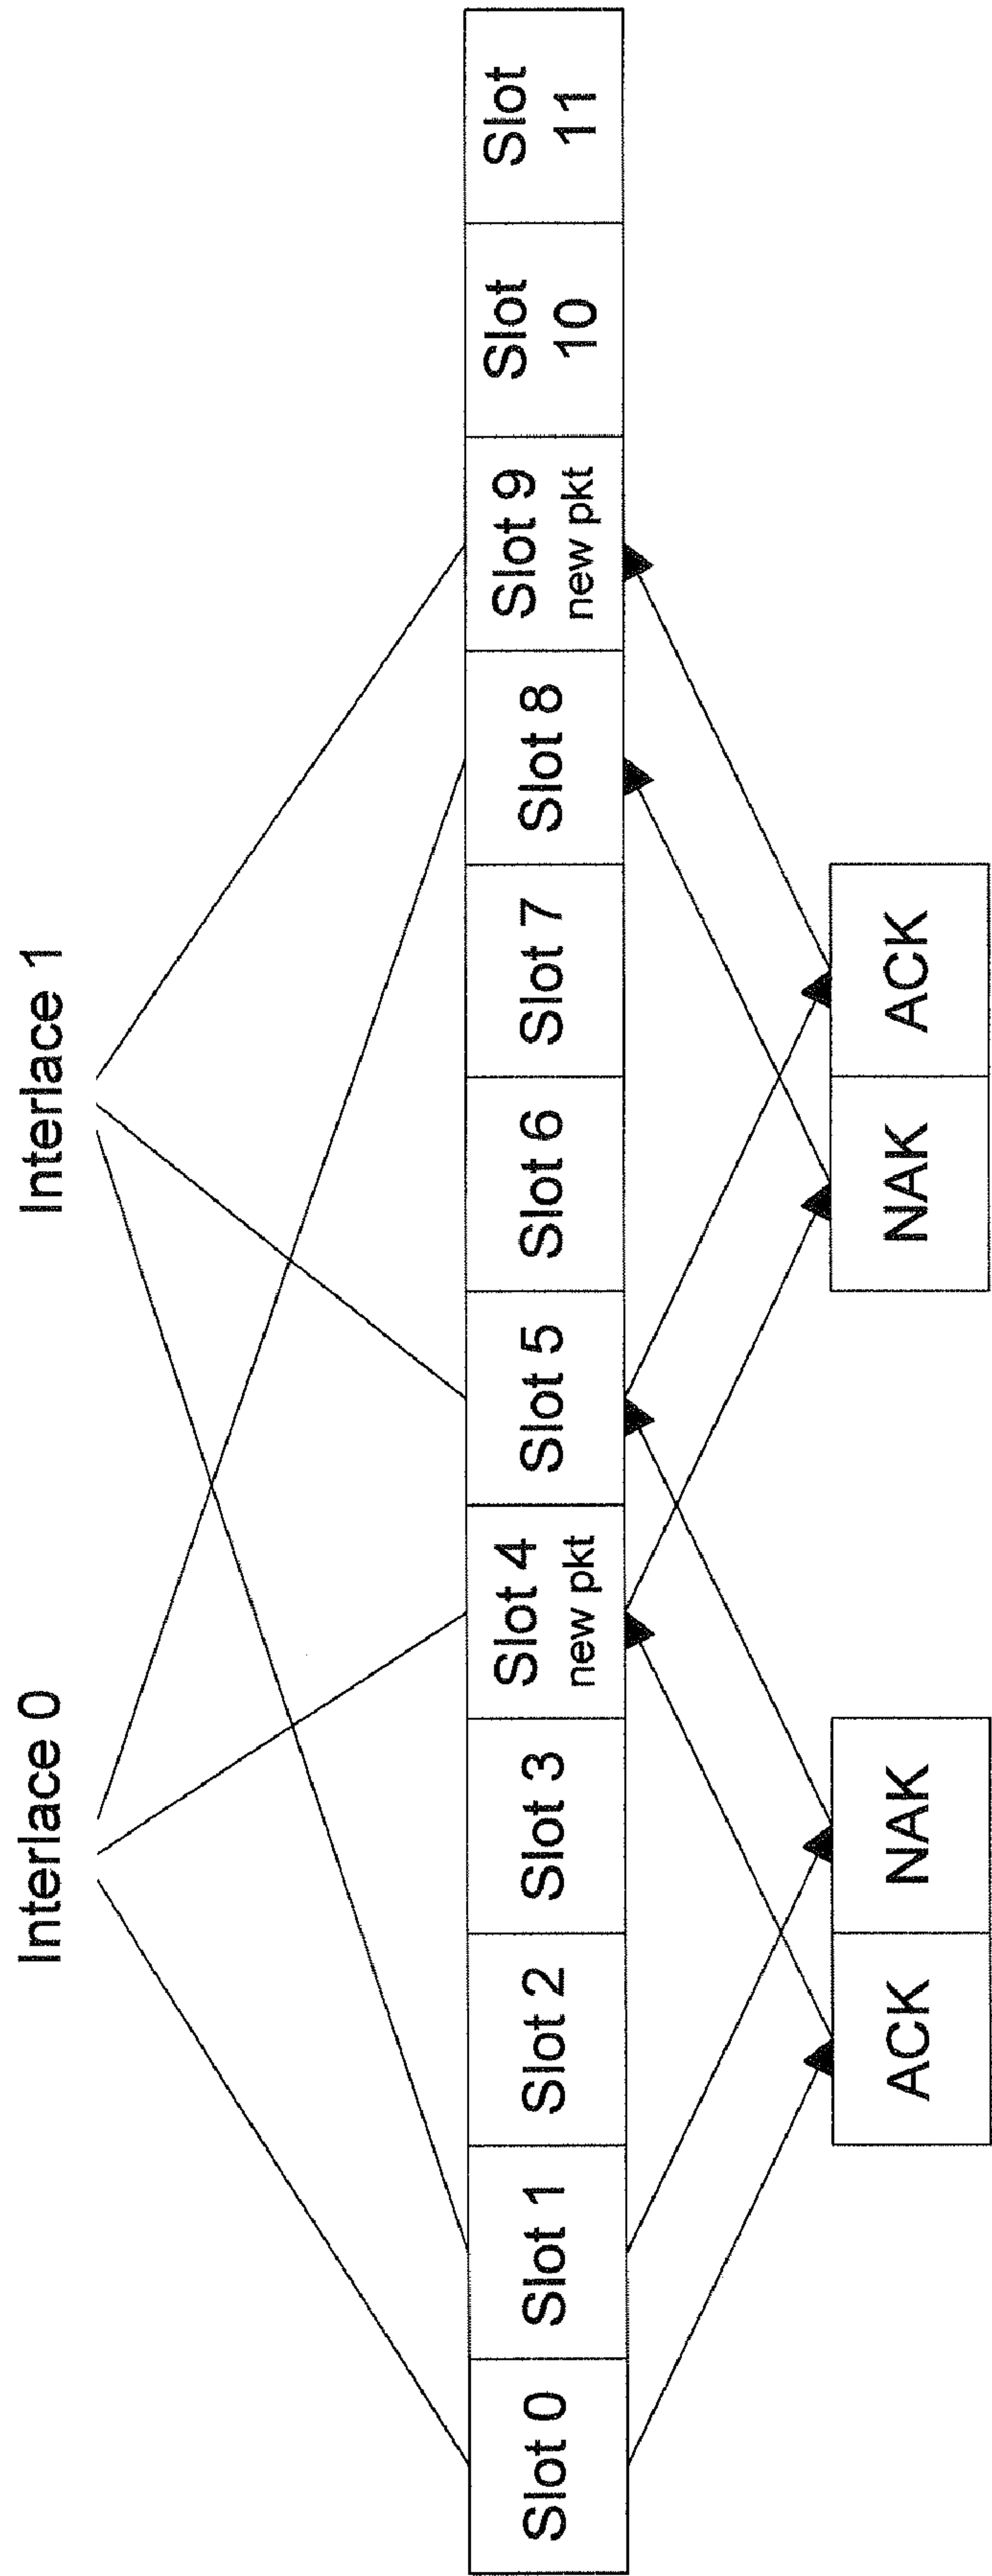 Interlace 0
Interlace 1
Slot 0
Slot 1
Slot 2
Slot 3
Slot 4
new pkt
Slot 5
Slot 6
Slot 7
Slot 8
Slot 9
new pkt
Slot
10
Slot
11
ACK
NAK
NAK
ACK